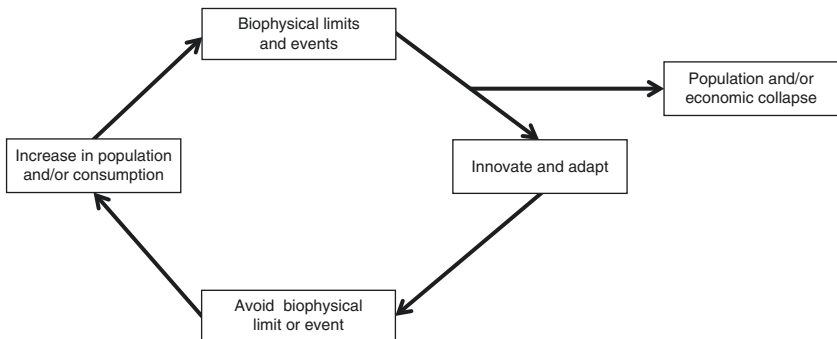 Biophysical limits
and events
Population and/or
economic collapse
Increase in population
and/or consumption
Innovate and adapt
Avoid biophysical
limit or event